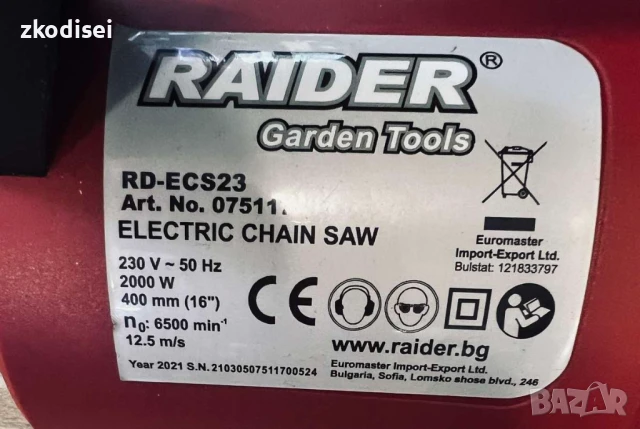 zkodisei
RAIDER®
Garden Tools
RD-ECS23
Art. No. 07511
ELECTRIC CHAIN SAW
230 V ~ 50 Hz
2000 W
400 mm (16")
n0: 6500 min-1
12.5 m/s
Year 2021 S.N. 21030507511700524
Euromaster
Import-Export Ltd.
Bulstat: 121833797
CE
www.raider.bg
Euromaster Import-Export Ltd.
Bulgaria, Sofia, Lomsko shose blvd., 246
BAZAR